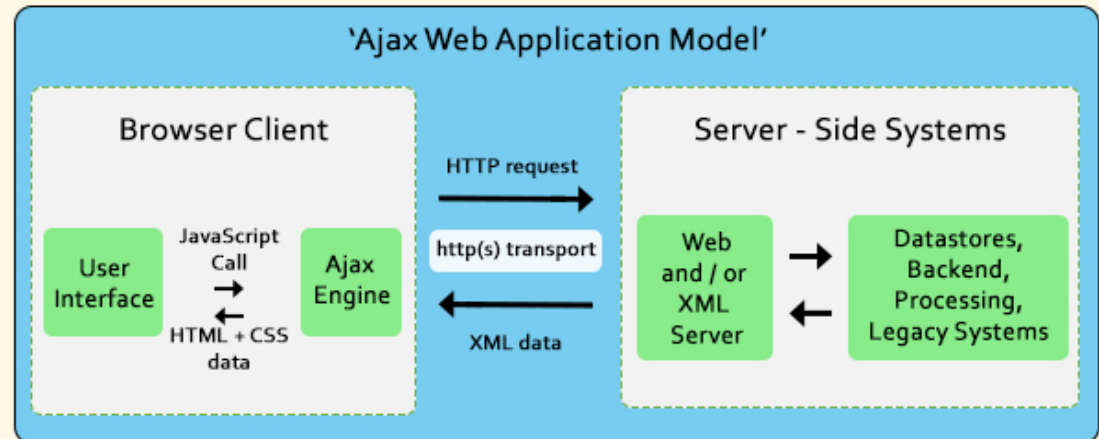 ‘Ajax Web Application Model’
Browser Client
User
Interface
JavaScript
Call
HTML + CSS
data
Ajax
Engine
HTTP request
http(s) transport
XML data
Server - Side Systems
Web
and / or
XML
Server
Datastores,
Backend,
Processing,
Legacy Systems